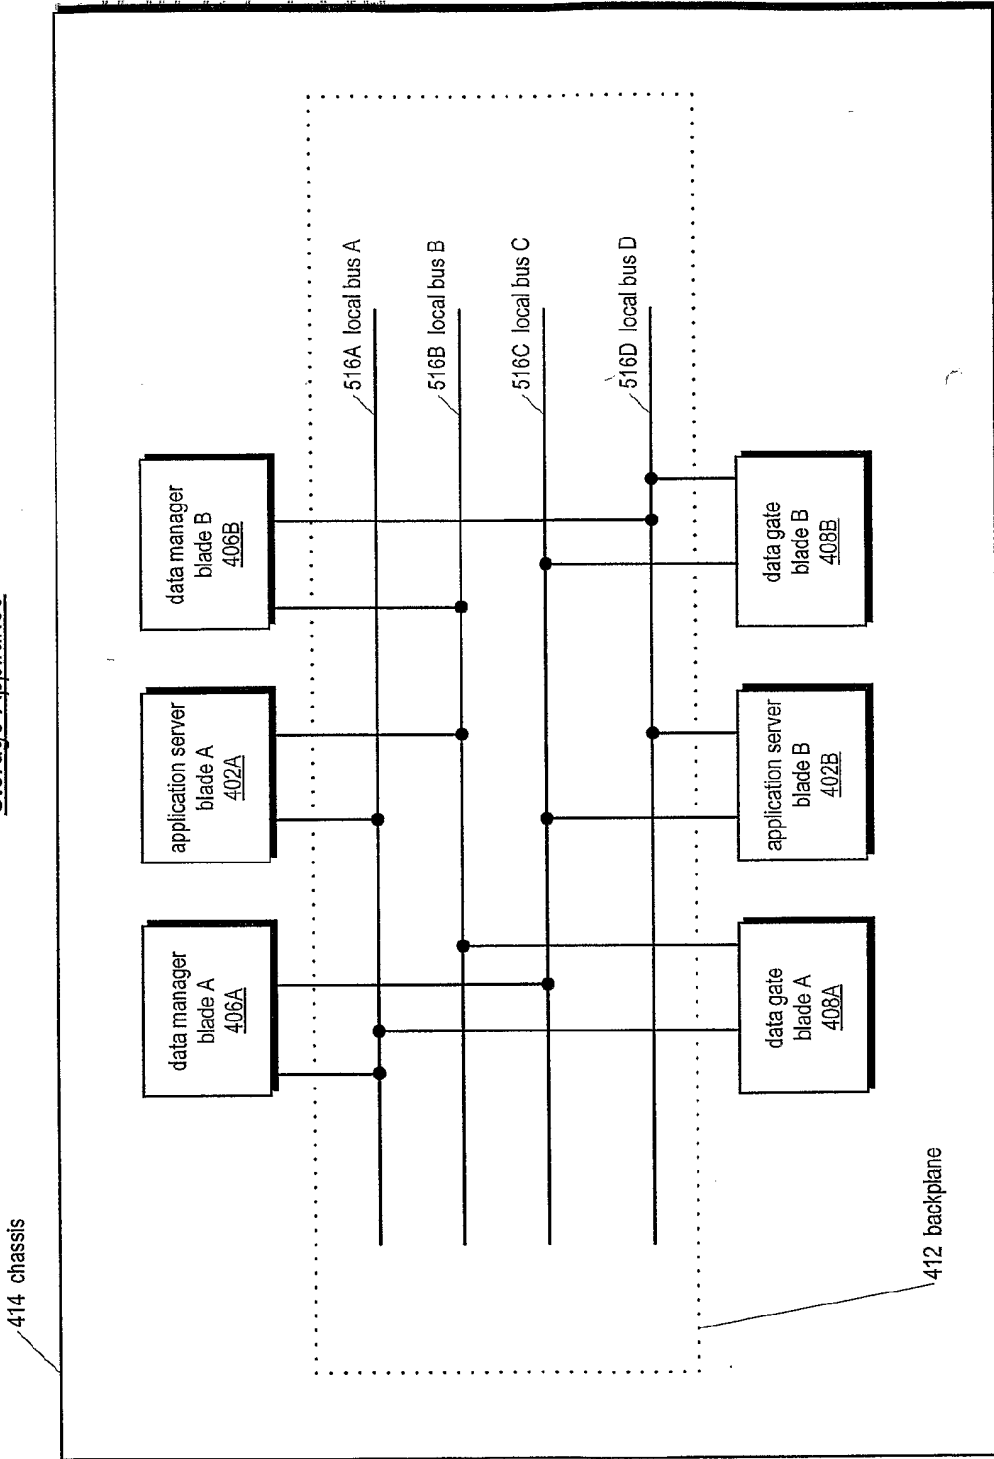 414 chassis
data manager
blade A
406A
application server
blade A
402A
data manager
blade B
406B
516A local bus A
516B local bus B
516C local bus C
516D local bus D
data gate
blade A
408A
application server
blade B
402B
data gate
blade B
408B
412 backplane